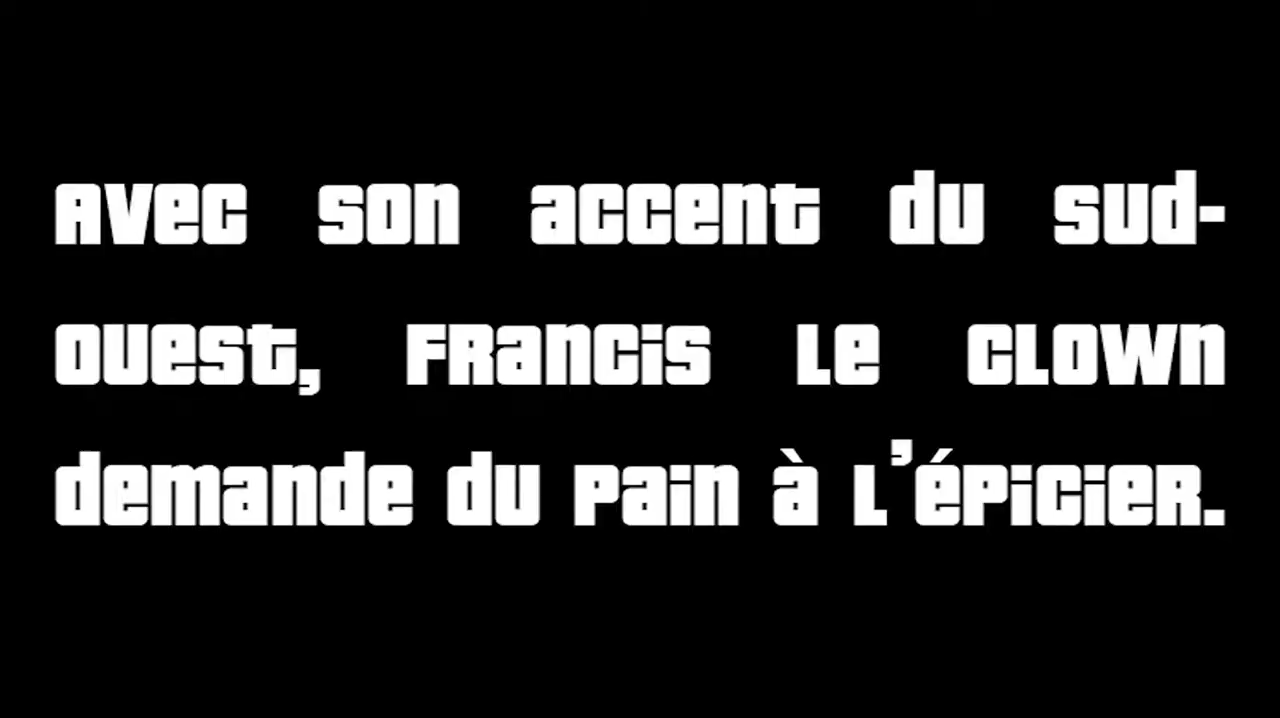 Avec son accent du sud-
ouest, Francis le clown
demande du pain à l'épicier.